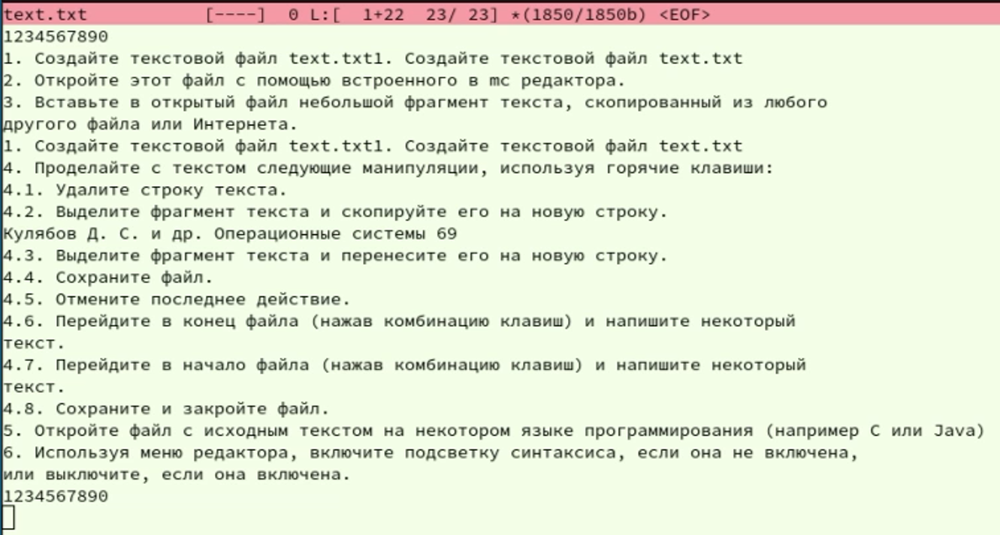 text.txt [----] 0 L:[ 1+22 23/ 23] *(1850/1850b) <EOF>
1234567890
1. Создайте текстовой файл text.txt1. Создайте текстовой файл text.txt
2. Откройте этот файл с помощью встроенного в mc редактора.
3. Вставьте в открытый файл небольшой фрагмент текста, скопированный из любого
другого файла или Интернета.
1. Создайте текстовой файл text.txt1. Создайте текстовой файл text.txt
4. Проделайте с текстом следующие манипуляции, используя горячие клавиши:
4.1. Удалите строку текста.
4.2. Выделите фрагмент текста и скопируйте его на новую строку.
Кулябов Д. С. и др. Операционные системы 69
4.3. Выделите фрагмент текста и перенесите его на новую строку.
4.4. Сохраните файл.
4.5. Отмените последнее действие.
4.6. Перейдите в конец файла (нажав комбинацию клавиш) и напишите некоторый
текст.
4.7. Перейдите в начало файла (нажав комбинацию клавиш) и напишите некоторый
текст.
4.8. Сохраните и закройте файл.
5. Откройте файл с исходным текстом на некотором языке программирования (например C или Java)
6. Используя меню редактора, включите подсветку синтаксиса, если она не включена,
или выключите, если она включена.
1234567890